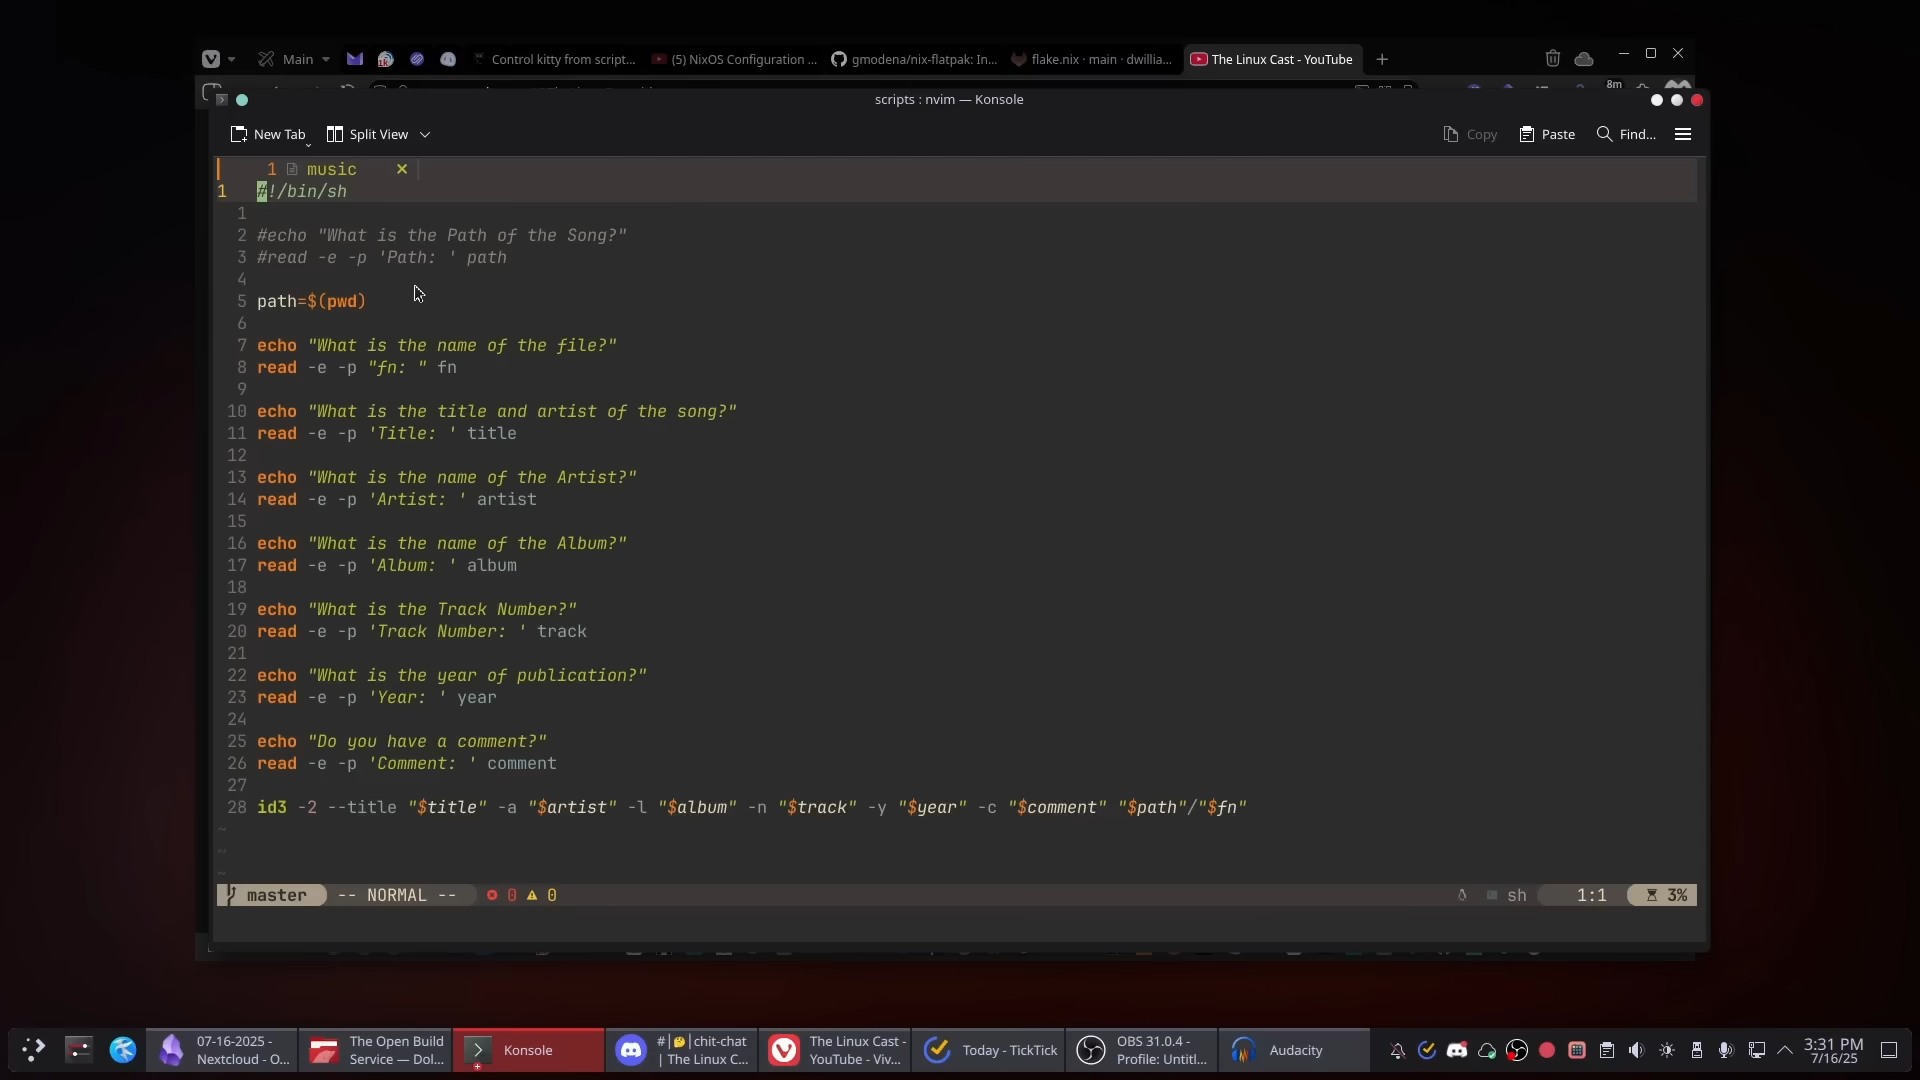 Main
Control kitty from script...
(5) NixOS Configuration ...
gmodena/nix-flatpak: In...
flake.nix · main · dwillia...
The Linux Cast - YouTube
8m
scripts : nvim — Konsole
New Tab
Split View
Copy
Paste
Find...
1 music
1 #!/bin/sh
1
2 #echo "What is the Path of the Song?"
3 #read -e -p 'Path: ' path
4
5 path=$(pwd)
6
7 echo "What is the name of the file?"
8 read -e -p "fn: " fn
9
10 echo "What is the title and artist of the song?"
11 read -e -p 'Title: ' title
12
13 echo "What is the name of the Artist?"
14 read -e -p 'Artist: ' artist
15
16 echo "What is the name of the Album?"
17 read -e -p 'Album: ' album
18
19 echo "What is the Track Number?"
20 read -e -p 'Track Number: ' track
21
22 echo "What is the year of publication?"
23 read -e -p 'Year: ' year
24
25 echo "Do you have a comment?"
26 read -e -p 'Comment: ' comment
27
28 id3 -2 --title "$title" -a "$artist" -l "$album" -n "$track" -y "$year" -c "$comment" "$path"/"$fn"
~
~
~
master -- NORMAL -- 0 0 sh 1:1 3%
07-16-2025 -
Nextcloud - O...
The Open Build
Service — Dol...
Konsole
# | 🤔 | chit-chat
| The Linux C...
The Linux Cast -
YouTube - Viv...
Today - TickTick
OBS 31.0.4 -
Profile: Untitl...
Audacity
3:31 PM
7/16/25